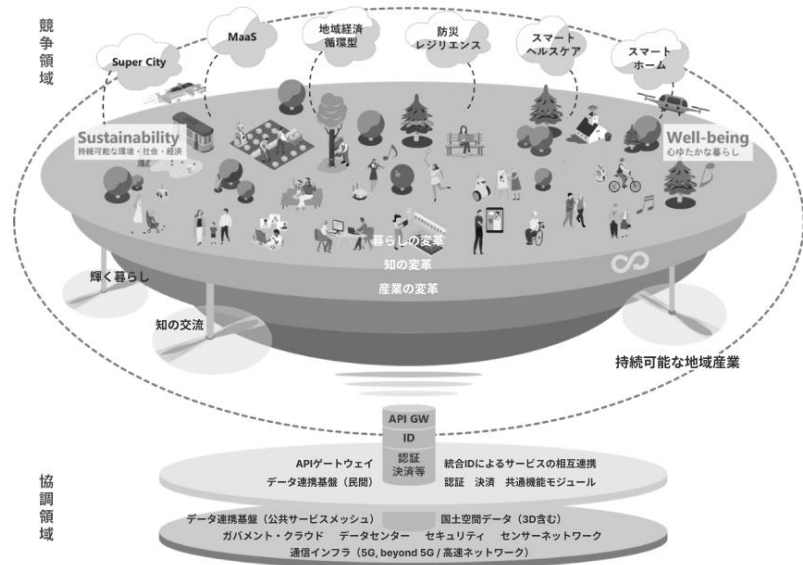 競争領域
Super City
MaaS
地域経済
循環型
防災
レジリエンス
スマート
ヘルスケア
スマート
ホーム
Sustainability
持続可能な環境・社会・経済
Well-being
心ゆたかな暮らし
暮らしの変革
知の変革
産業の変革
輝く暮らし
知の交流
持続可能な地域産業
協調領域
API GW
ID
認証
決済等
APIゲートウェイ
統合IDによるサービスの相互連携
データ連携基盤（民間）
認証 決済 共通機能モジュール
データ連携基盤（公共サービスメッシュ）
国土空間データ（3D含む）
ガバメント・クラウド データセンター セキュリティ センサーネットワーク
通信インフラ（5G, beyond 5G / 高速ネットワーク）